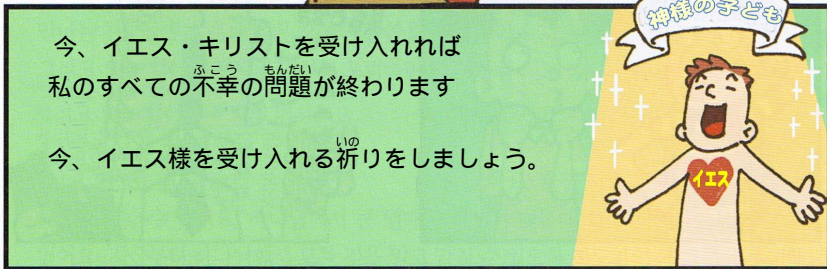 神様の子ども
今、イエス・キリストを受け入れれば
私のすべての不幸の問題が終わります
今、イエス様を受け入れる祈りをしましょう。
イエス